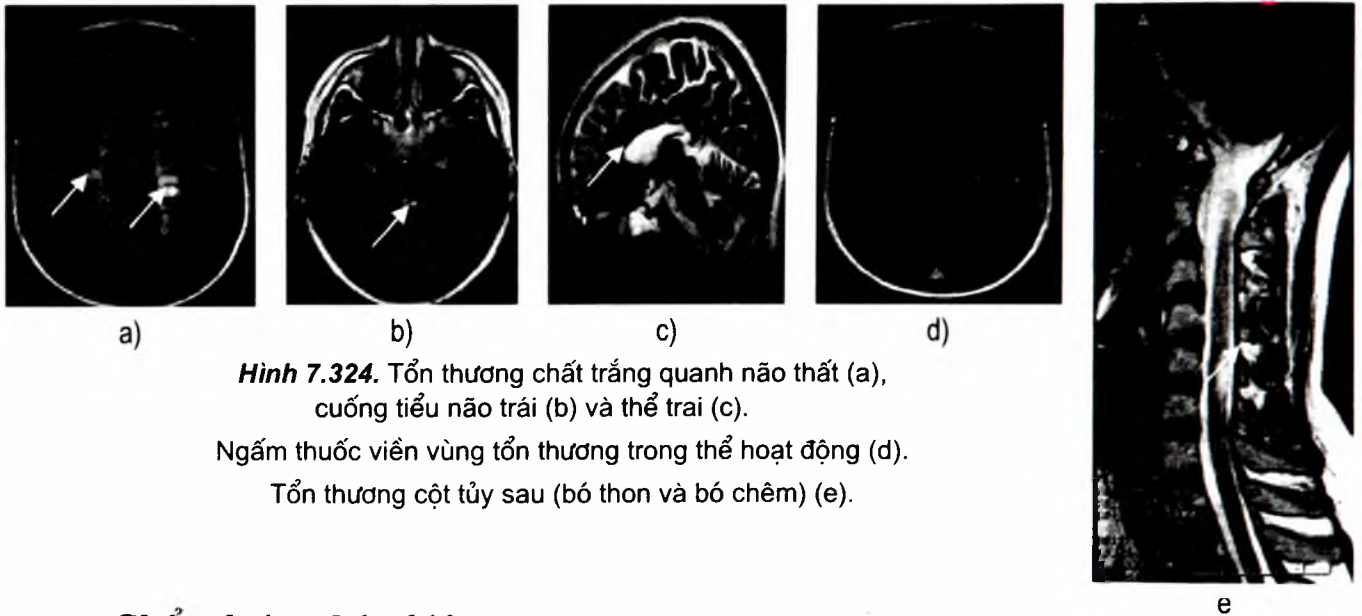 a)
b)
c)
d)
Hình 7.324. Tổn thương chất trắng quanh não thất (a),
cuống tiểu não trái (b) và thể trai (c).
Ngấm thuốc viền vùng tổn thương trong thể hoạt động (d).
Tổn thương cột tủy sau (bó thon và bó chêm) (e).
e